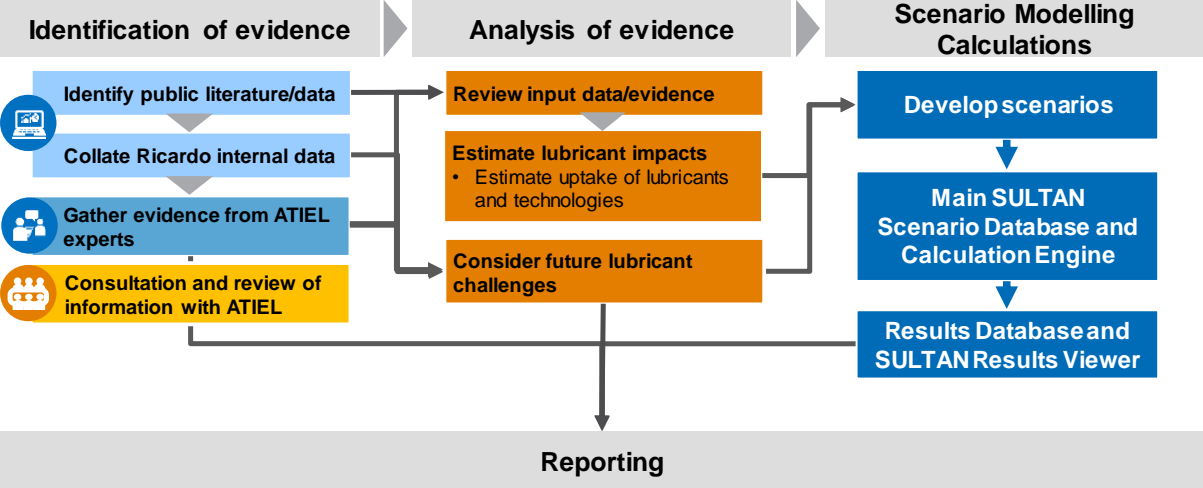 Identification of evidence
Analysis of evidence
Scenario Modelling
Calculations
Identify public literature/data
Collate Ricardo internal data
Gather evidence from ATIEL
experts
Consultation and review of
information with ATIEL
Review input data/evidence
Estimate lubricant impacts
• Estimate uptake of lubricants
and technologies
Consider future lubricant
challenges
Develop scenarios
Main SULTAN
Scenario Database and
Calculation Engine
Results Database and
SULTAN Results Viewer
Reporting